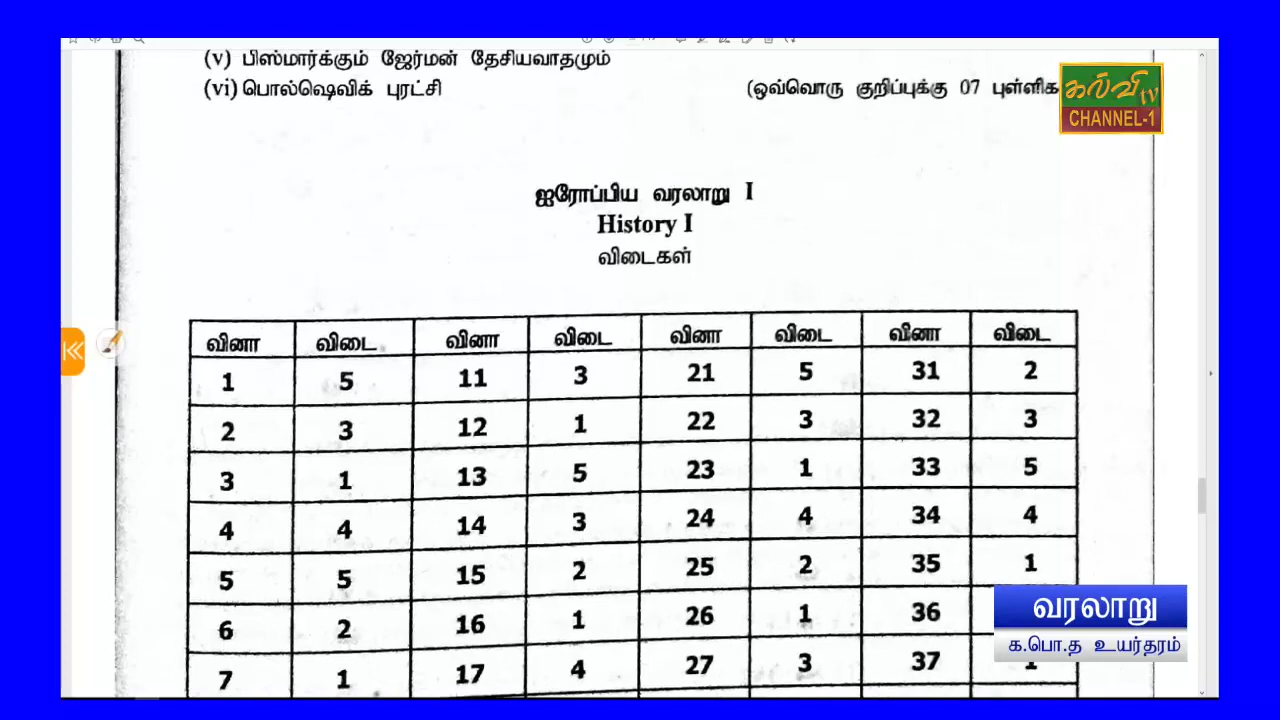 (v) பிஸ்மார்க்கும் ஜேர்மன் தேசியவாதமும்
(vi) பொல்ஷெவிக் புரட்சி (ஒவ்வொரு குறிப்புக்கு 07 புள்ளிக
கல்வி tv
CHANNEL-1
ஐரோப்பிய வரலாறு I
History I
விடைகள்
வினா விடை வினா விடை வினா விடை வினா விடை
1 5 11 3 21 5 31 2
2 3 12 1 22 3 32 3
3 1 13 5 23 1 33 5
4 4 14 3 24 4 34 4
5 5 15 2 25 2 35 1
6 2 16 1 26 1 36
7 1 17 4 27 3 37
வரலாறு
க.பொ.த உயர்தரம்